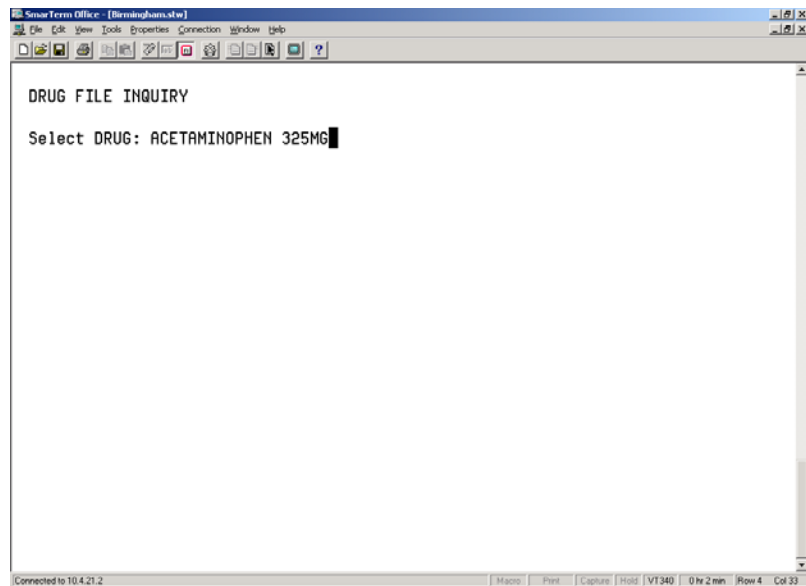 SmarTerm Office - [Birmingham.stw]
File Edit View Tools Properties Connection Window Help
DRUG FILE INQUIRY
Select DRUG: ACETAMINOPHEN 325MG
Connected to 10.4.21.2 Macro Print Capture Hold VT340 0 hr 2 min Row 4 Col 33